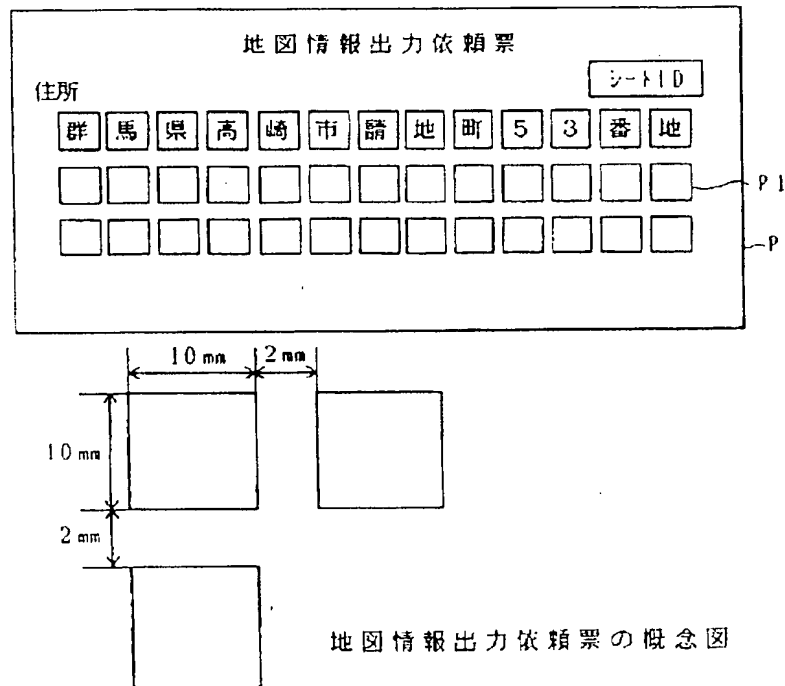 地図情報出力依頼票
シートID
住所
群馬県高崎市請地町53番地
P1
P
10mm 2mm
10mm
2mm
地図情報出力依頼票の概念図